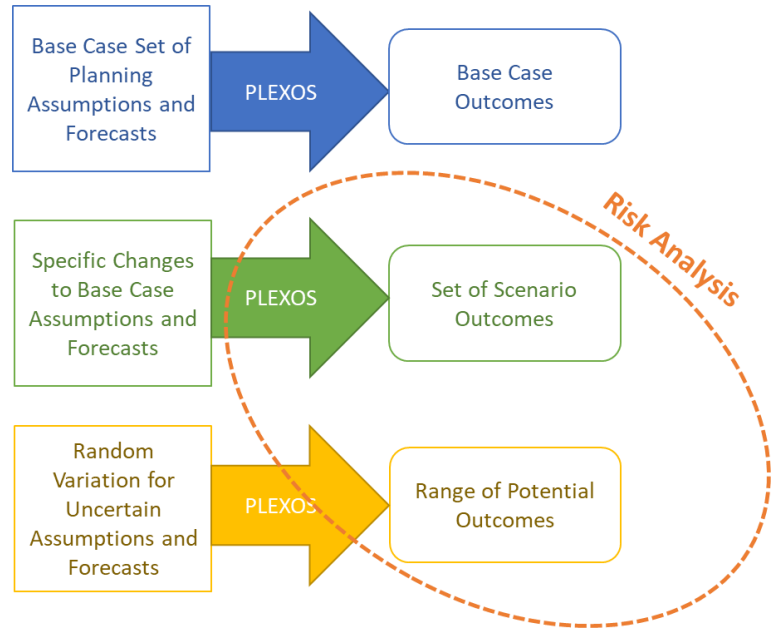 Base Case Set of
Planning
Assumptions and
Forecasts
PLEXOS
Base Case
Outcomes
Risk Analysis
Specific Changes
to Base Case
Assumptions and
Forecasts
PLEXOS
Set of Scenario
Outcomes
Random
Variation for
Uncertain
Assumptions and
Forecasts
PLEXOS
Range of Potential
Outcomes